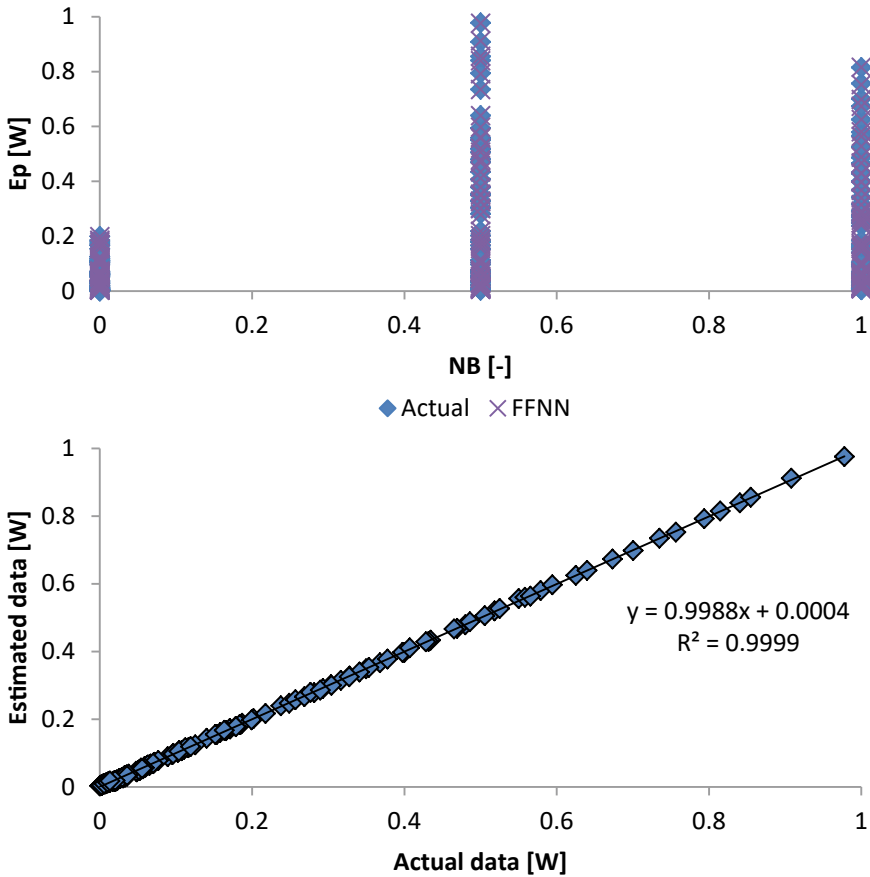 1
0.8
0.6
0.4
0.2
0
Ep [W]
0 0.2 0.4 0.6 0.8 1
NB [-]
Actual FFNN
1
0.8
0.6
0.4
0.2
0
Estimated data [W]
y = 0.9988x + 0.0004
R² = 0.9999
0 0.2 0.4 0.6 0.8 1
Actual data [W]